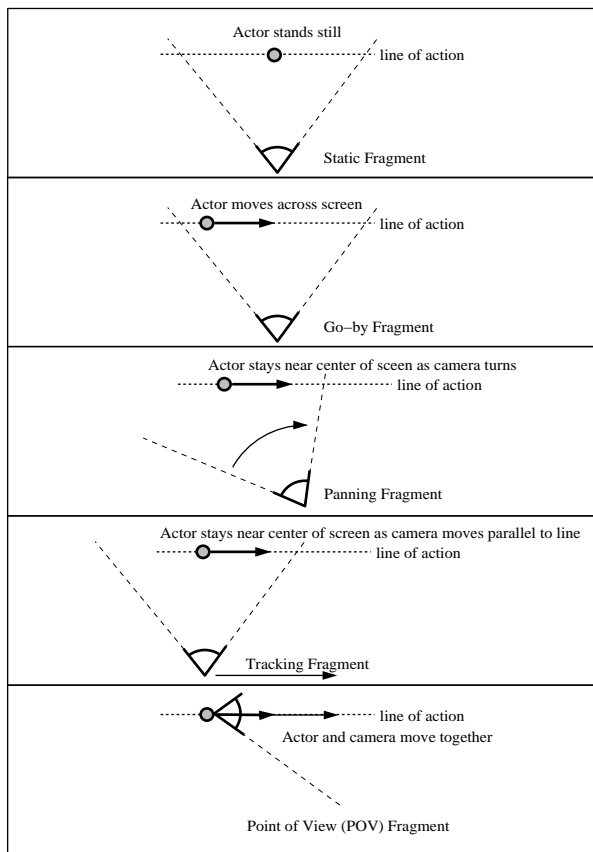 Actor stands still
line of action
Static Fragment
Actor moves across screen
line of action
Go−by Fragment
Actor stays near center of sceen as camera turns
line of action
Panning Fragment
Actor stays near center of screen as camera moves parallel to line
line of action
Tracking Fragment
line of action
Actor and camera move together
Point of View (POV) Fragment